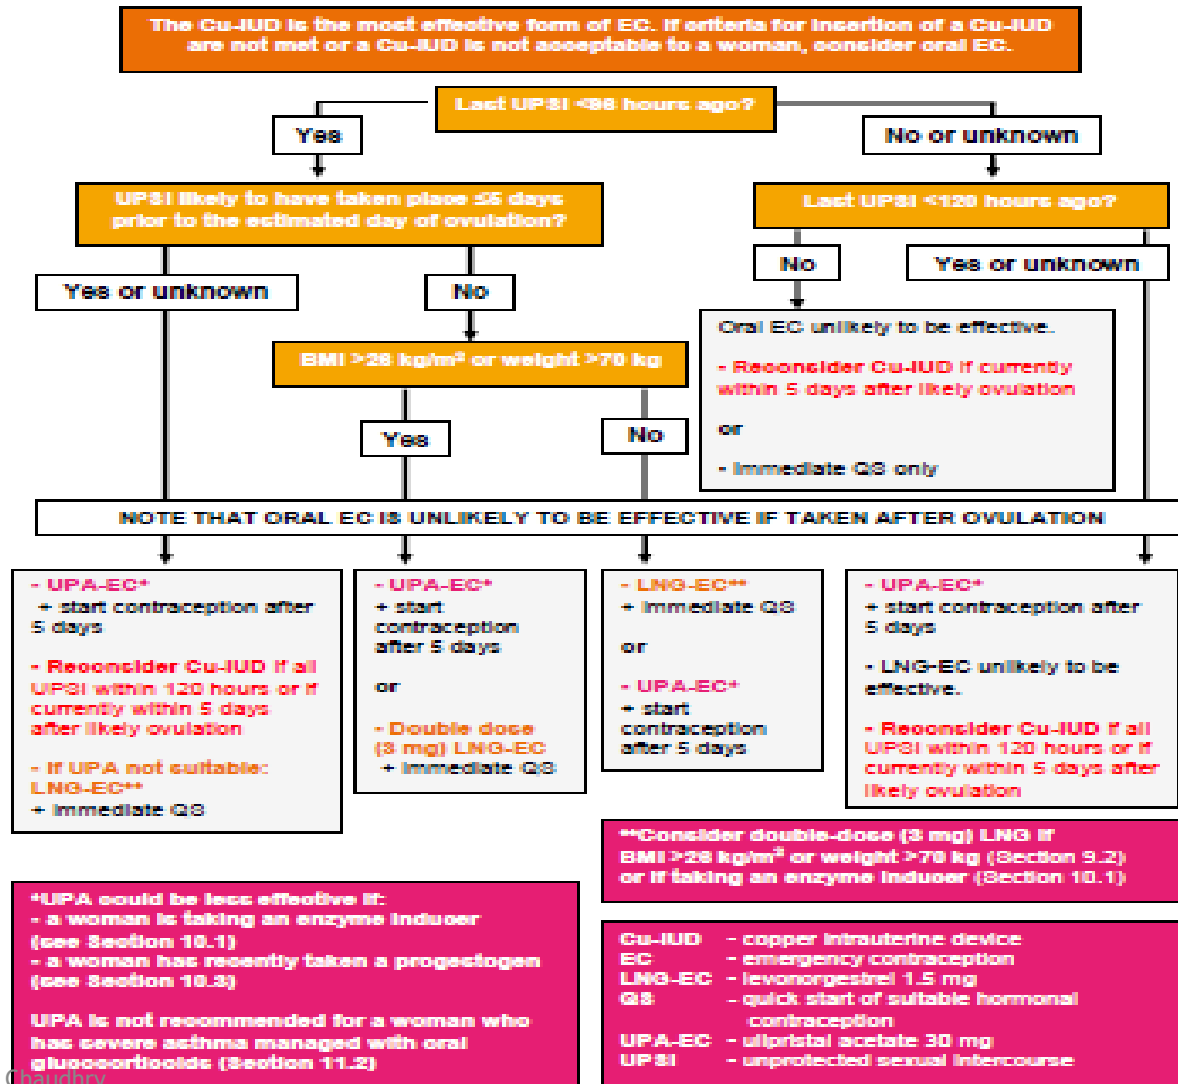 The Cu-IUD is the most effective form of EC. If criteria for insertion of a Cu-IUD
are not met or a Cu-IUD is not acceptable to a woman, consider oral EC.
Last UPSI <96 hours ago?
Yes
No or unknown
UPSI likely to have taken place ≤5 days
prior to the estimated day of ovulation?
Last UPSI <120 hours ago?
Yes or unknown
No
No
Yes or unknown
BMI >26 kg/m² or weight >70 kg
Yes
No
Oral EC unlikely to be effective.
- Reconsider Cu-IUD if currently
within 5 days after likely ovulation
or
- Immediate QS only
NOTE THAT ORAL EC IS UNLIKELY TO BE EFFECTIVE IF TAKEN AFTER OVULATION
- UPA-EC*
+ start contraception after
5 days
- Reconsider Cu-IUD if all
UPSI within 120 hours or if
currently within 5 days
after likely ovulation
- If UPA not suitable:
LNG-EC**
+ immediate QS
- UPA-EC*
+ start
contraception
after 5 days
or
- Double dose
(3 mg) LNG-EC
+ immediate QS
- LNG-EC**
+ immediate QS
or
- UPA-EC*
+ start
contraception
after 5 days
- UPA-EC*
+ start contraception after
5 days
- LNG-EC unlikely to be
effective.
- Reconsider Cu-IUD if all
UPSI within 120 hours or if
currently within 5 days after
likely ovulation
**Consider double-dose (3 mg) LNG if
BMI >26 kg/m² or weight >70 kg (Section 9.2)
or if taking an enzyme inducer (Section 10.1)
*UPA could be less effective if:
- a woman is taking an enzyme inducer
(see Section 10.1)
- a woman has recently taken a progestogen
(see Section 10.3)
UPA is not recommended for a woman who
has severe asthma managed with oral
glucocorticoids (Section 11.2)
Cu-IUD - copper intrauterine device
EC - emergency contraception
LNG-EC - levonorgestrel 1.5 mg
QS - quick start of suitable hormonal
contraception
UPA-EC - ulipristal acetate 30 mg
UPSI - unprotected sexual intercourse
Chaudhry